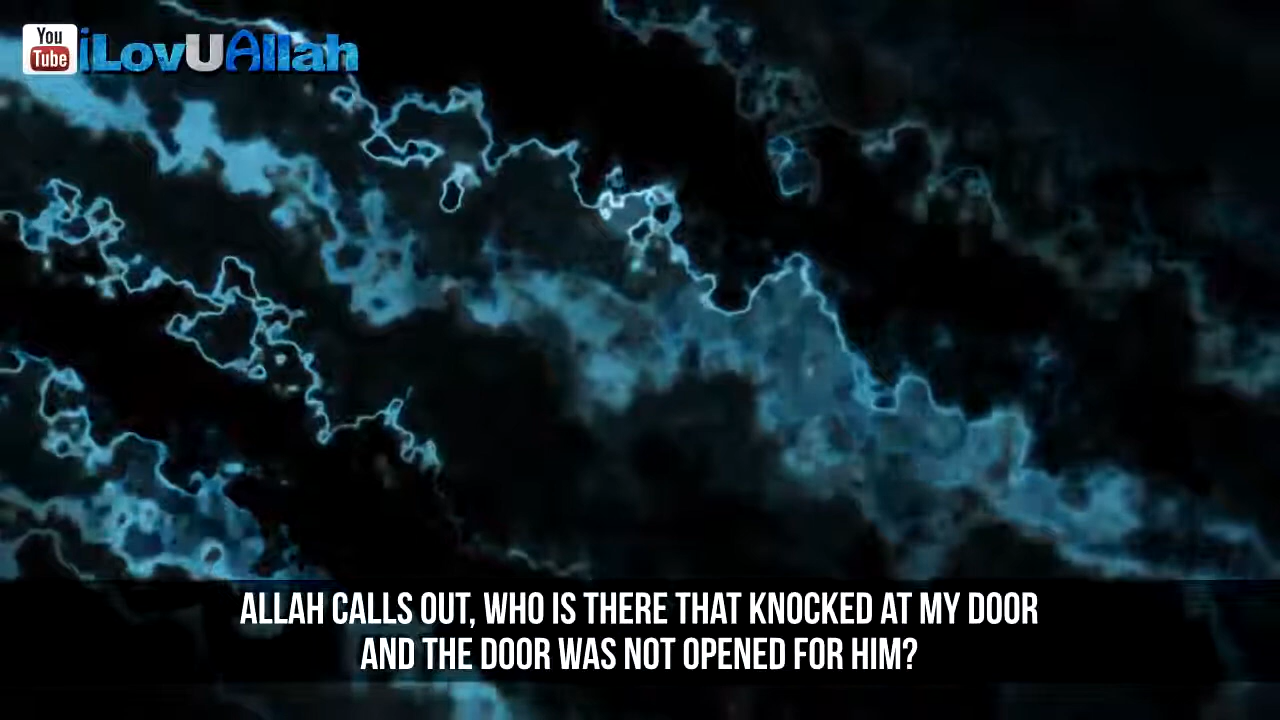 You
Tube
iLovUAllah
ALLAH CALLS OUT, WHO IS THERE THAT KNOCKED AT MY DOOR
AND THE DOOR WAS NOT OPENED FOR HIM?